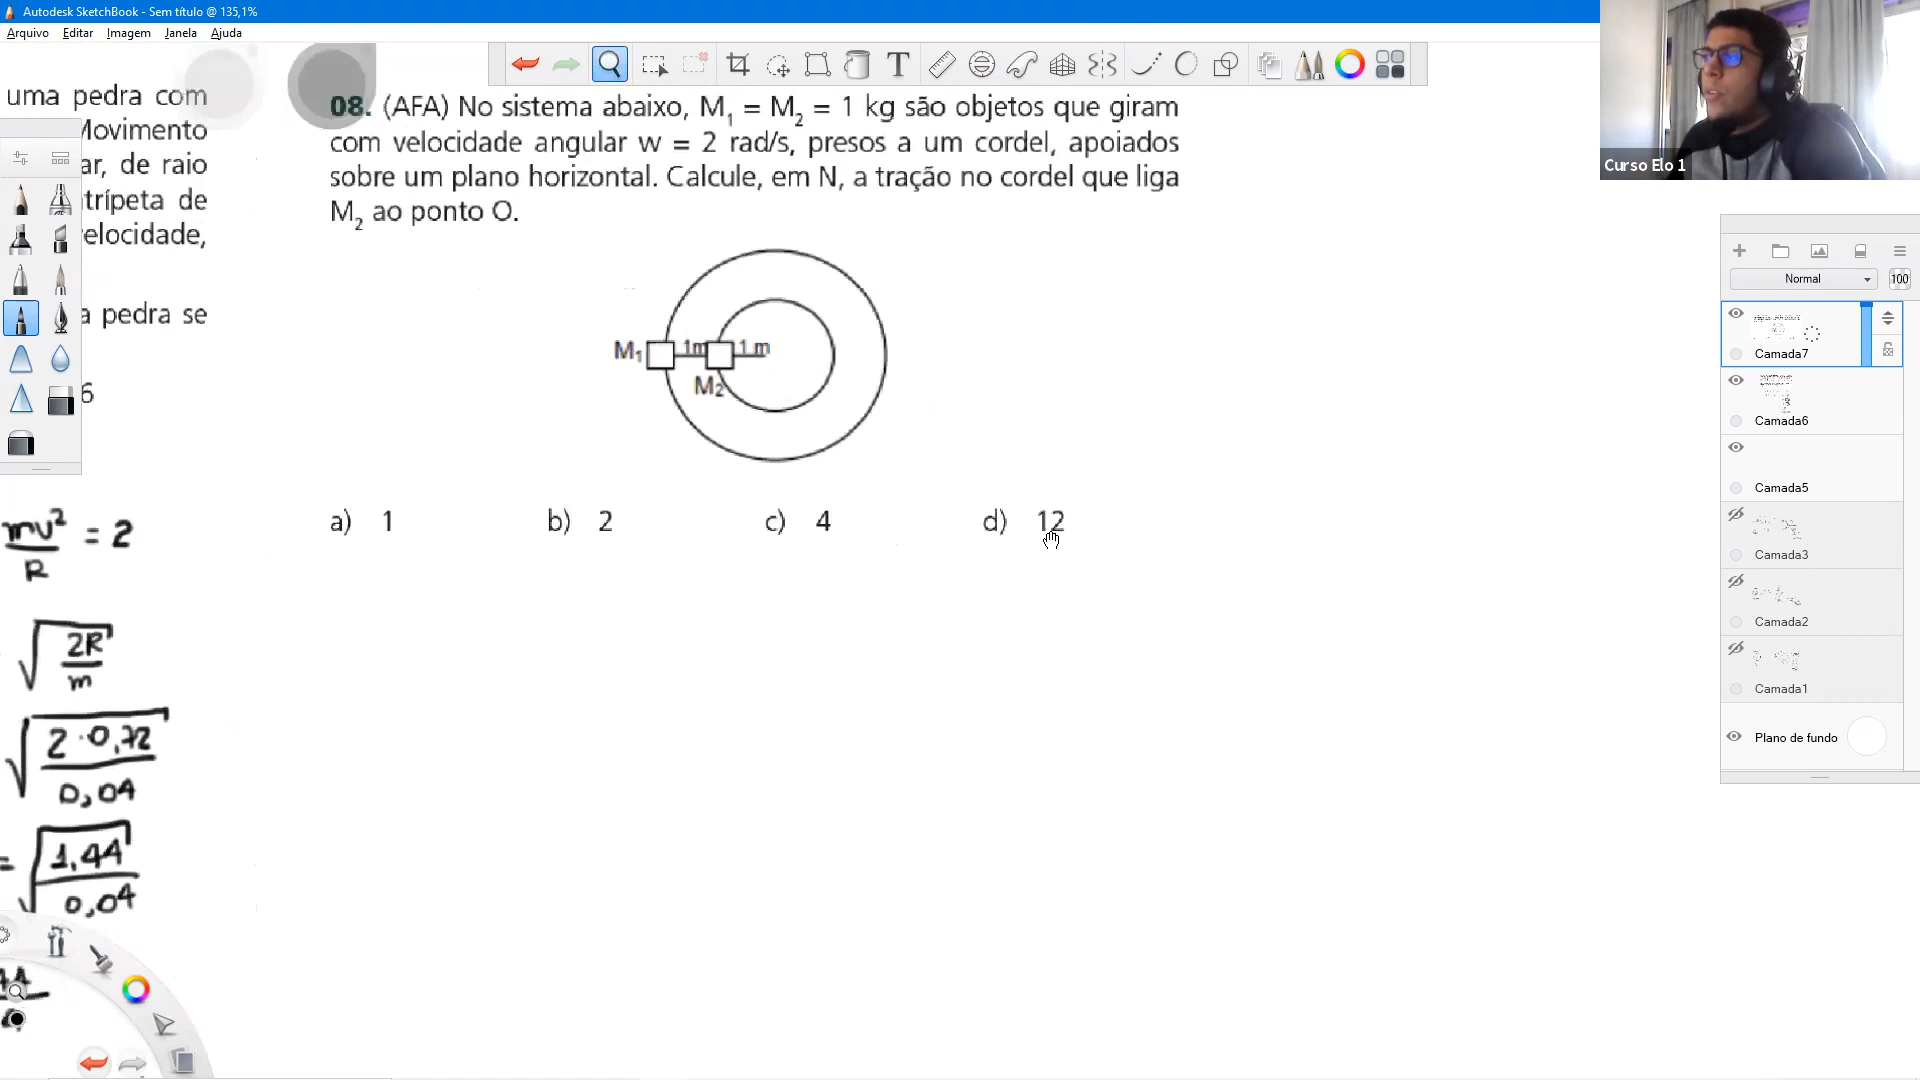 Autodesk SketchBook - Sem título @ 135,1%
Arquivo Editar Imagem Janela Ajuda
uma pedra com
Movimento
ar, de raio
trípeta de
velocidade,
a pedra se
6
mv²/R = 2
√(2R/m)
√(2 · 0,72/0,04)
= √(1,44/0,04)
08. (AFA) No sistema abaixo, M₁ = M₂ = 1 kg são objetos que giram
com velocidade angular w = 2 rad/s, presos a um cordel, apoiados
sobre um plano horizontal. Calcule, em N, a tração no cordel que liga
M₂ ao ponto O.
M₁ 1m 1 m
M₂
a) 1 b) 2 c) 4 d) 12
Curso Elo 1
Normal 100
Camada7
Camada6
Camada5
Camada3
Camada2
Camada1
Plano de fundo